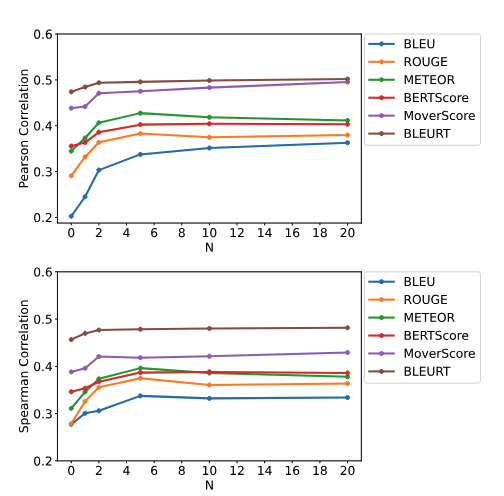 0.6
0.5
0.4
0.3
0.2
Pearson Correlation
0 2 4 6 8 10 12 14 16 18 20
N
BLEU
ROUGE
METEOR
BERTScore
MoverScore
BLEURT
0.6
0.5
0.4
0.3
0.2
Spearman Correlation
0 2 4 6 8 10 12 14 16 18 20
N
BLEU
ROUGE
METEOR
BERTScore
MoverScore
BLEURT